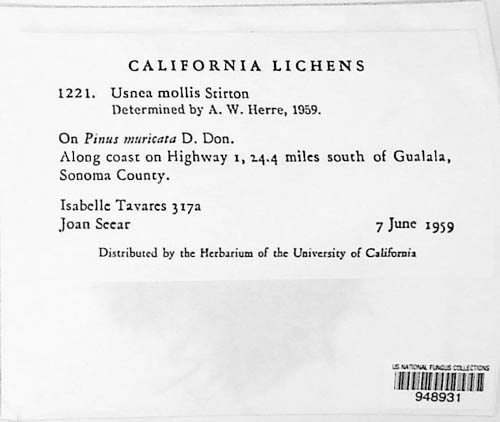 CALIFORNIA LICHENS
1221. Usnea mollis Stirton
Determined by A. W. Herre, 1959.
On Pinus muricata D. Don.
Along coast on Highway 1, 24.4 miles south of Gualala,
Sonoma County.
Isabelle Tavares 317a
Joan Seear
7 June 1959
Distributed by the Herbarium of the University of California
US NATIONAL FUNGUS COLLECTIONS
948931